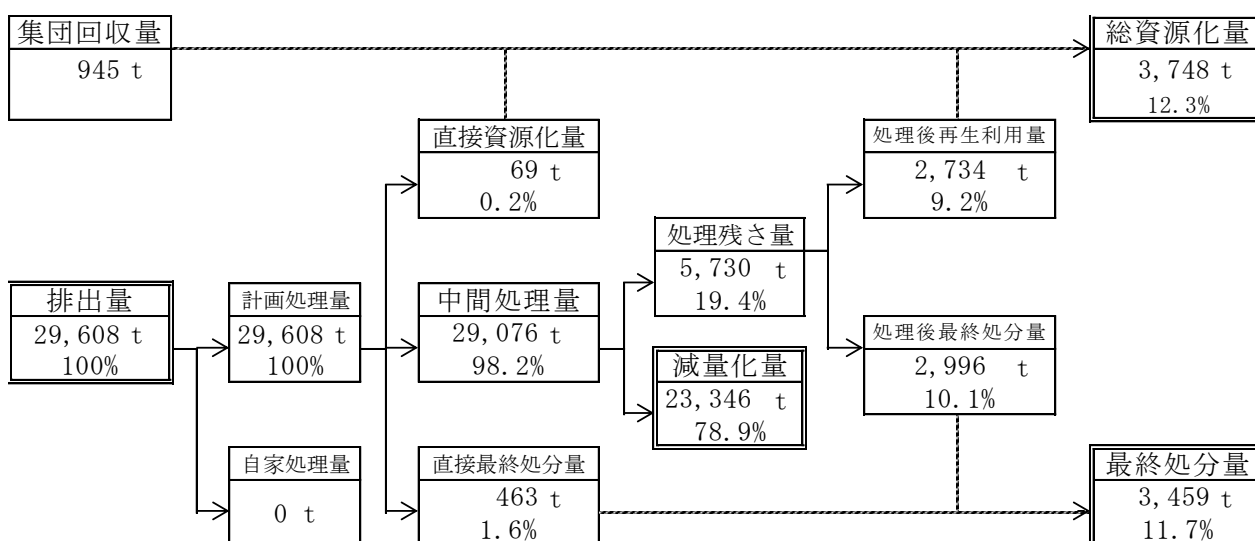 集団回収量
945 t
総資源化量
3,748 t
12.3%
直接資源化量
69 t
0.2%
処理後再生利用量
2,734 t
9.2%
処理残さ量
5,730 t
19.4%
排出量
29,608 t
100%
計画処理量
29,608 t
100%
中間処理量
29,076 t
98.2%
減量化量
23,346 t
78.9%
処理後最終処分量
2,996 t
10.1%
自家処理量
0 t
直接最終処分量
463 t
1.6%
最終処分量
3,459 t
11.7%